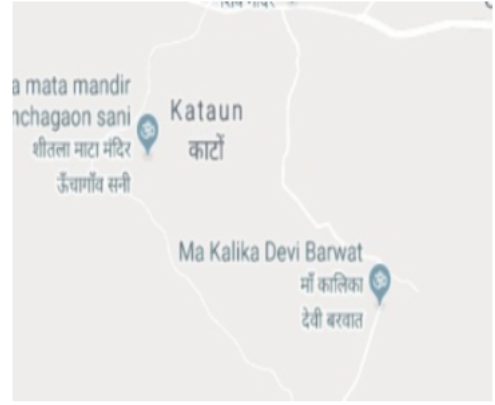 शिव मंदिर
a mata mandir
nchagaon sani
शीतला माटा मंदिर
ऊँचागाँव सनी
Kataun
काटों
Ma Kalika Devi Barwat
माँ कालिका
देवी बरवात